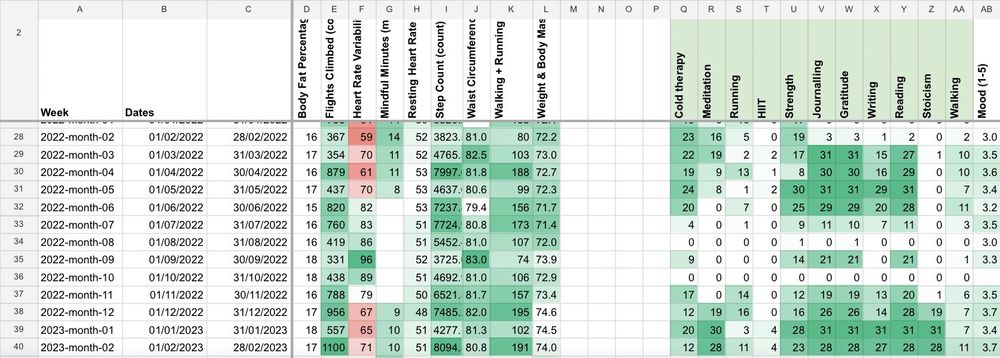 A B C D E F G H I J K L M N O P Q R S T U V W X Y Z AA AB
2 Week Dates Body Fat Percentag Flights Climbed (co Heart Rate Variabili Mindful Minutes (m Resting Heart Rate Step Count (count) Waist Circumferenc Walking + Running Weight & Body Mas Cold therapy Meditation Running HIIT Strength Journalling Gratitude Writing Reading Stoicism Walking Mood (1-5)
28 2022-month-02 01/02/2022 28/02/2022 16 367 59 14 52 3823. 81.0 80 72.2 23 16 5 0 19 3 3 1 2 0 2 3.0
29 2022-month-03 01/03/2022 31/03/2022 17 354 70 11 52 4765. 82.5 103 73.0 22 19 2 2 17 31 31 15 27 1 10 3.5
30 2022-month-04 01/04/2022 30/04/2022 16 879 61 11 53 7997. 81.8 188 72.7 19 9 13 1 8 30 30 16 29 0 10 3.6
31 2022-month-05 01/05/2022 31/05/2022 17 437 70 8 53 4637. 80.6 99 72.3 24 8 1 2 30 31 31 29 31 0 7 3.4
32 2022-month-06 01/06/2022 30/06/2022 15 820 82 53 7237. 79.4 156 71.7 20 0 7 0 25 29 29 20 28 0 11 3.2
33 2022-month-07 01/07/2022 31/07/2022 16 760 83 51 7724. 80.8 173 71.4 4 0 1 0 9 11 10 7 11 0 3 3.5
34 2022-month-08 01/08/2022 31/08/2022 16 419 86 51 5452. 81.0 107 72.0 0 0 0 0 1 0 1 0 0 0 0 3.0
35 2022-month-09 01/09/2022 30/09/2022 18 331 96 52 3725. 83.0 74 73.9 9 0 0 0 14 21 21 0 21 0 1 3.3
36 2022-month-10 01/10/2022 31/10/2022 18 438 89 51 4692. 81.0 106 72.9 0 0 0 0 0 0 0 0 0 0 0
37 2022-month-11 01/11/2022 30/11/2022 16 788 79 50 6521. 81.7 157 73.4 17 0 14 0 12 19 19 13 20 1 6 3.5
38 2022-month-12 01/12/2022 31/12/2022 17 956 67 9 48 7485. 82.0 195 74.6 12 19 16 0 16 26 26 14 28 19 7 3.7
39 2023-month-01 01/01/2023 31/01/2023 18 557 65 10 51 4277. 81.3 102 74.5 20 30 3 4 28 31 31 31 31 31 7 3.4
40 2023-month-02 01/02/2023 28/02/2023 17 1100 71 10 51 8094. 80.8 191 74.0 12 28 11 4 23 28 28 27 28 28 11 3.7